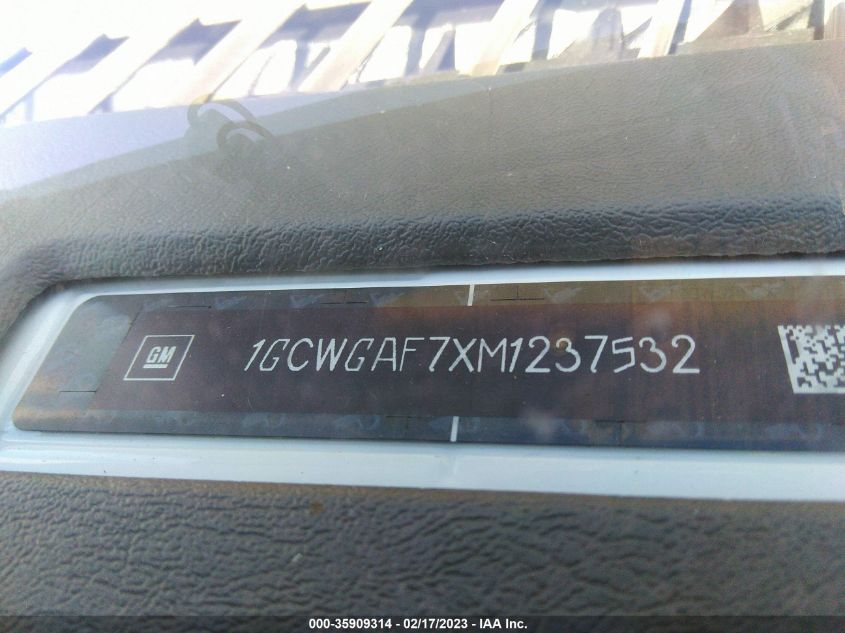 GM 1GCWGAF7XM1237532
000-35909314 / 02/17/2023 - IAA Inc.